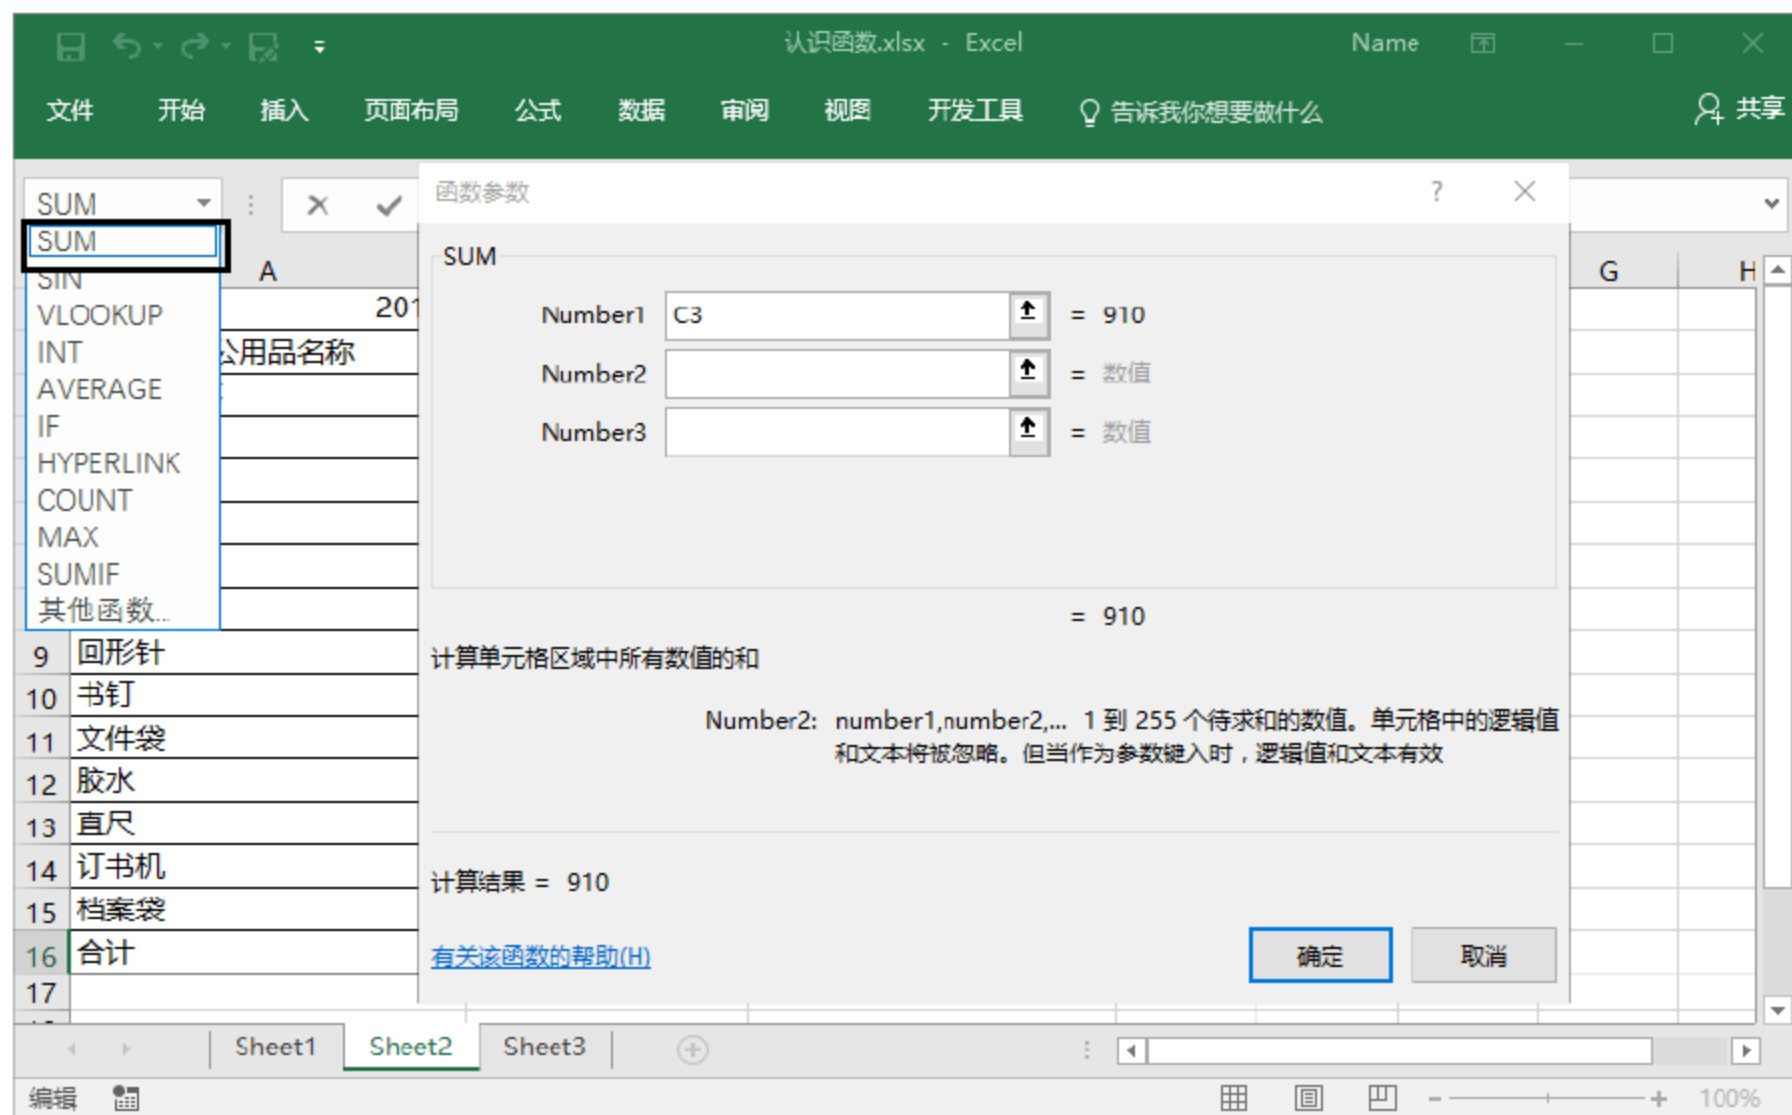 认识函数.xlsx - Excel
Name
文件 开始 插入 页面布局 公式 数据 审阅 视图 开发工具 告诉我你想要做什么 共享
SUM
函数参数
?
SUM
SIN
VLOOKUP
INT
AVERAGE
IF
HYPERLINK
COUNT
MAX
SUMIF
其他函数...
A
G
H
201
公用品名称
9 回形针
10 书钉
11 文件袋
12 胶水
13 直尺
14 订书机
15 档案袋
16 合计
17
SUM
Number1 C3 = 910
Number2 = 数值
Number3 = 数值
= 910
计算单元格区域中所有数值的和
Number2: number1,number2,... 1 到 255 个待求和的数值。单元格中的逻辑值
和文本将被忽略。但当作为参数键入时，逻辑值和文本有效
计算结果 = 910
有关该函数的帮助(H)
确定
取消
Sheet1 Sheet2 Sheet3
编辑
100%